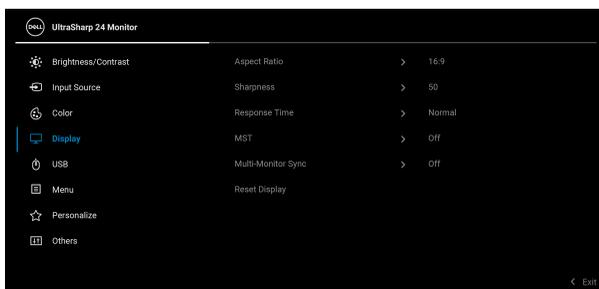 DELL UltraSharp 24 Monitor
Brightness/Contrast Aspect Ratio > 16:9
Input Source Sharpness > 50
Color Response Time > Normal
Display MST > Off
USB Multi-Monitor Sync > Off
Menu Reset Display
Personalize
Others
< Exit